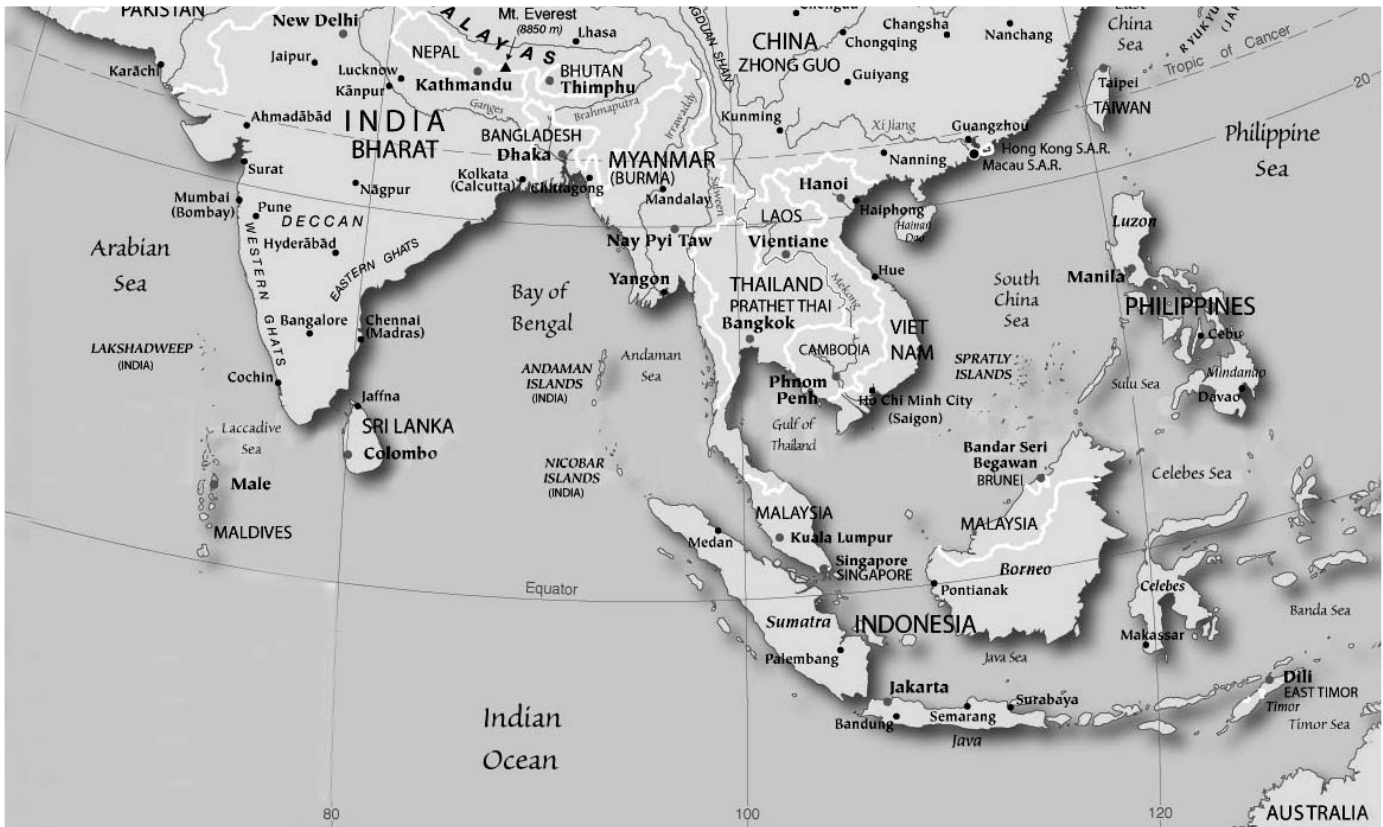 PAKISTAN
New Delhi
Jaipur
Karāchi
Lucknow
Kānpur
Ahmadābād
INDIA
BHARAT
Surat
Mumbai
(Bombay)
Pune
Nāgpur
DECCAN
Hyderābād
WESTERN GHATS
EASTERN GHATS
Bangalore
Chennai
(Madras)
Cochin
Arabian
Sea
LAKSHADWEEP
(INDIA)
Laccadive
Sea
Male
MALDIVES
Jaffna
SRI LANKA
Colombo
ALAYAS
Mt. Everest
(8850 m)
Lhasa
NEPAL
Kathmandu
BHUTAN
Thimphu
Ganges
Brahmaputra
BANGLADESH
Dhaka
Kolkata
(Calcutta)
Chittagong
Irrawaddy
MYANMAR
(BURMA)
Mandalay
Salween
Nay Pyi Taw
Yangon
Bay of
Bengal
ANDAMAN
ISLANDS
(INDIA)
Andaman
Sea
NICOBAR
ISLANDS
(INDIA)
NGDUAN SHAN
CHINA
ZHONG GUO
Chongqing
Changsha
Nanchang
Guiyang
Kunming
Xi Jiang
Guangzhou
Hong Kong S.A.R.
Macau S.A.R.
Nanning
East
China
Sea
RYUKYU
(JA
Tropic of Cancer
20
Taipei
TAIWAN
Philippine
Sea
Hanoi
Haiphong
Hainan
Dao
LAOS
Vientiane
Hue
THAILAND
PRATHET THAI
Bangkok
Mekong
VIET
NAM
CAMBODIA
Phnom
Penh
Ho Chi Minh City
(Saigon)
Gulf of
Thailand
South
China
Sea
SPRATLY
ISLANDS
Luzon
Manila
PHILIPPINES
Cebu
Mindanao
Davao
Sulu Sea
Celebes Sea
Bandar Seri
Begawan
BRUNEI
MALAYSIA
MALAYSIA
Kuala Lumpur
Singapore
SINGAPORE
Medan
Sumatra
Palembang
INDONESIA
Borneo
Pontianak
Celebes
Makassar
Banda Sea
Java Sea
Jakarta
Bandung
Semarang
Surabaya
Java
Dili
EAST TIMOR
Timor
Timor Sea
Equator
Indian
Ocean
80
100
120
AUSTRALIA